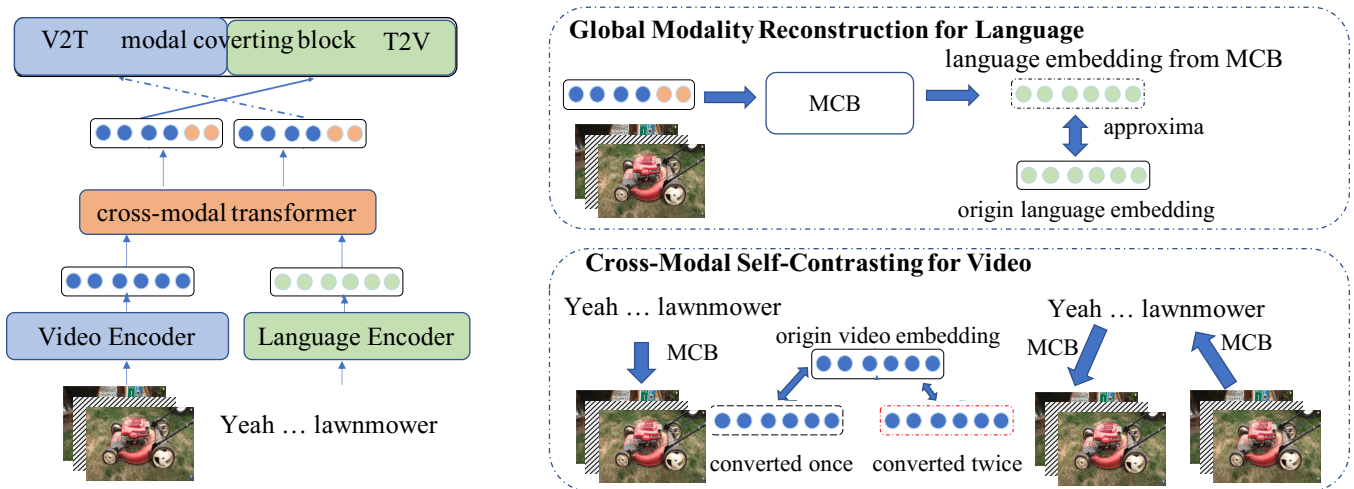 V2T modal coverting block T2V
cross-modal transformer
Video Encoder
Language Encoder
Yeah … lawnmower
Global Modality Reconstruction for Language
language embedding from MCB
MCB
approxima
origin language embedding
Cross-Modal Self-Contrasting for Video
Yeah … lawnmower
MCB
origin video embedding
converted once
converted twice
Yeah … lawnmower
MCB
MCB